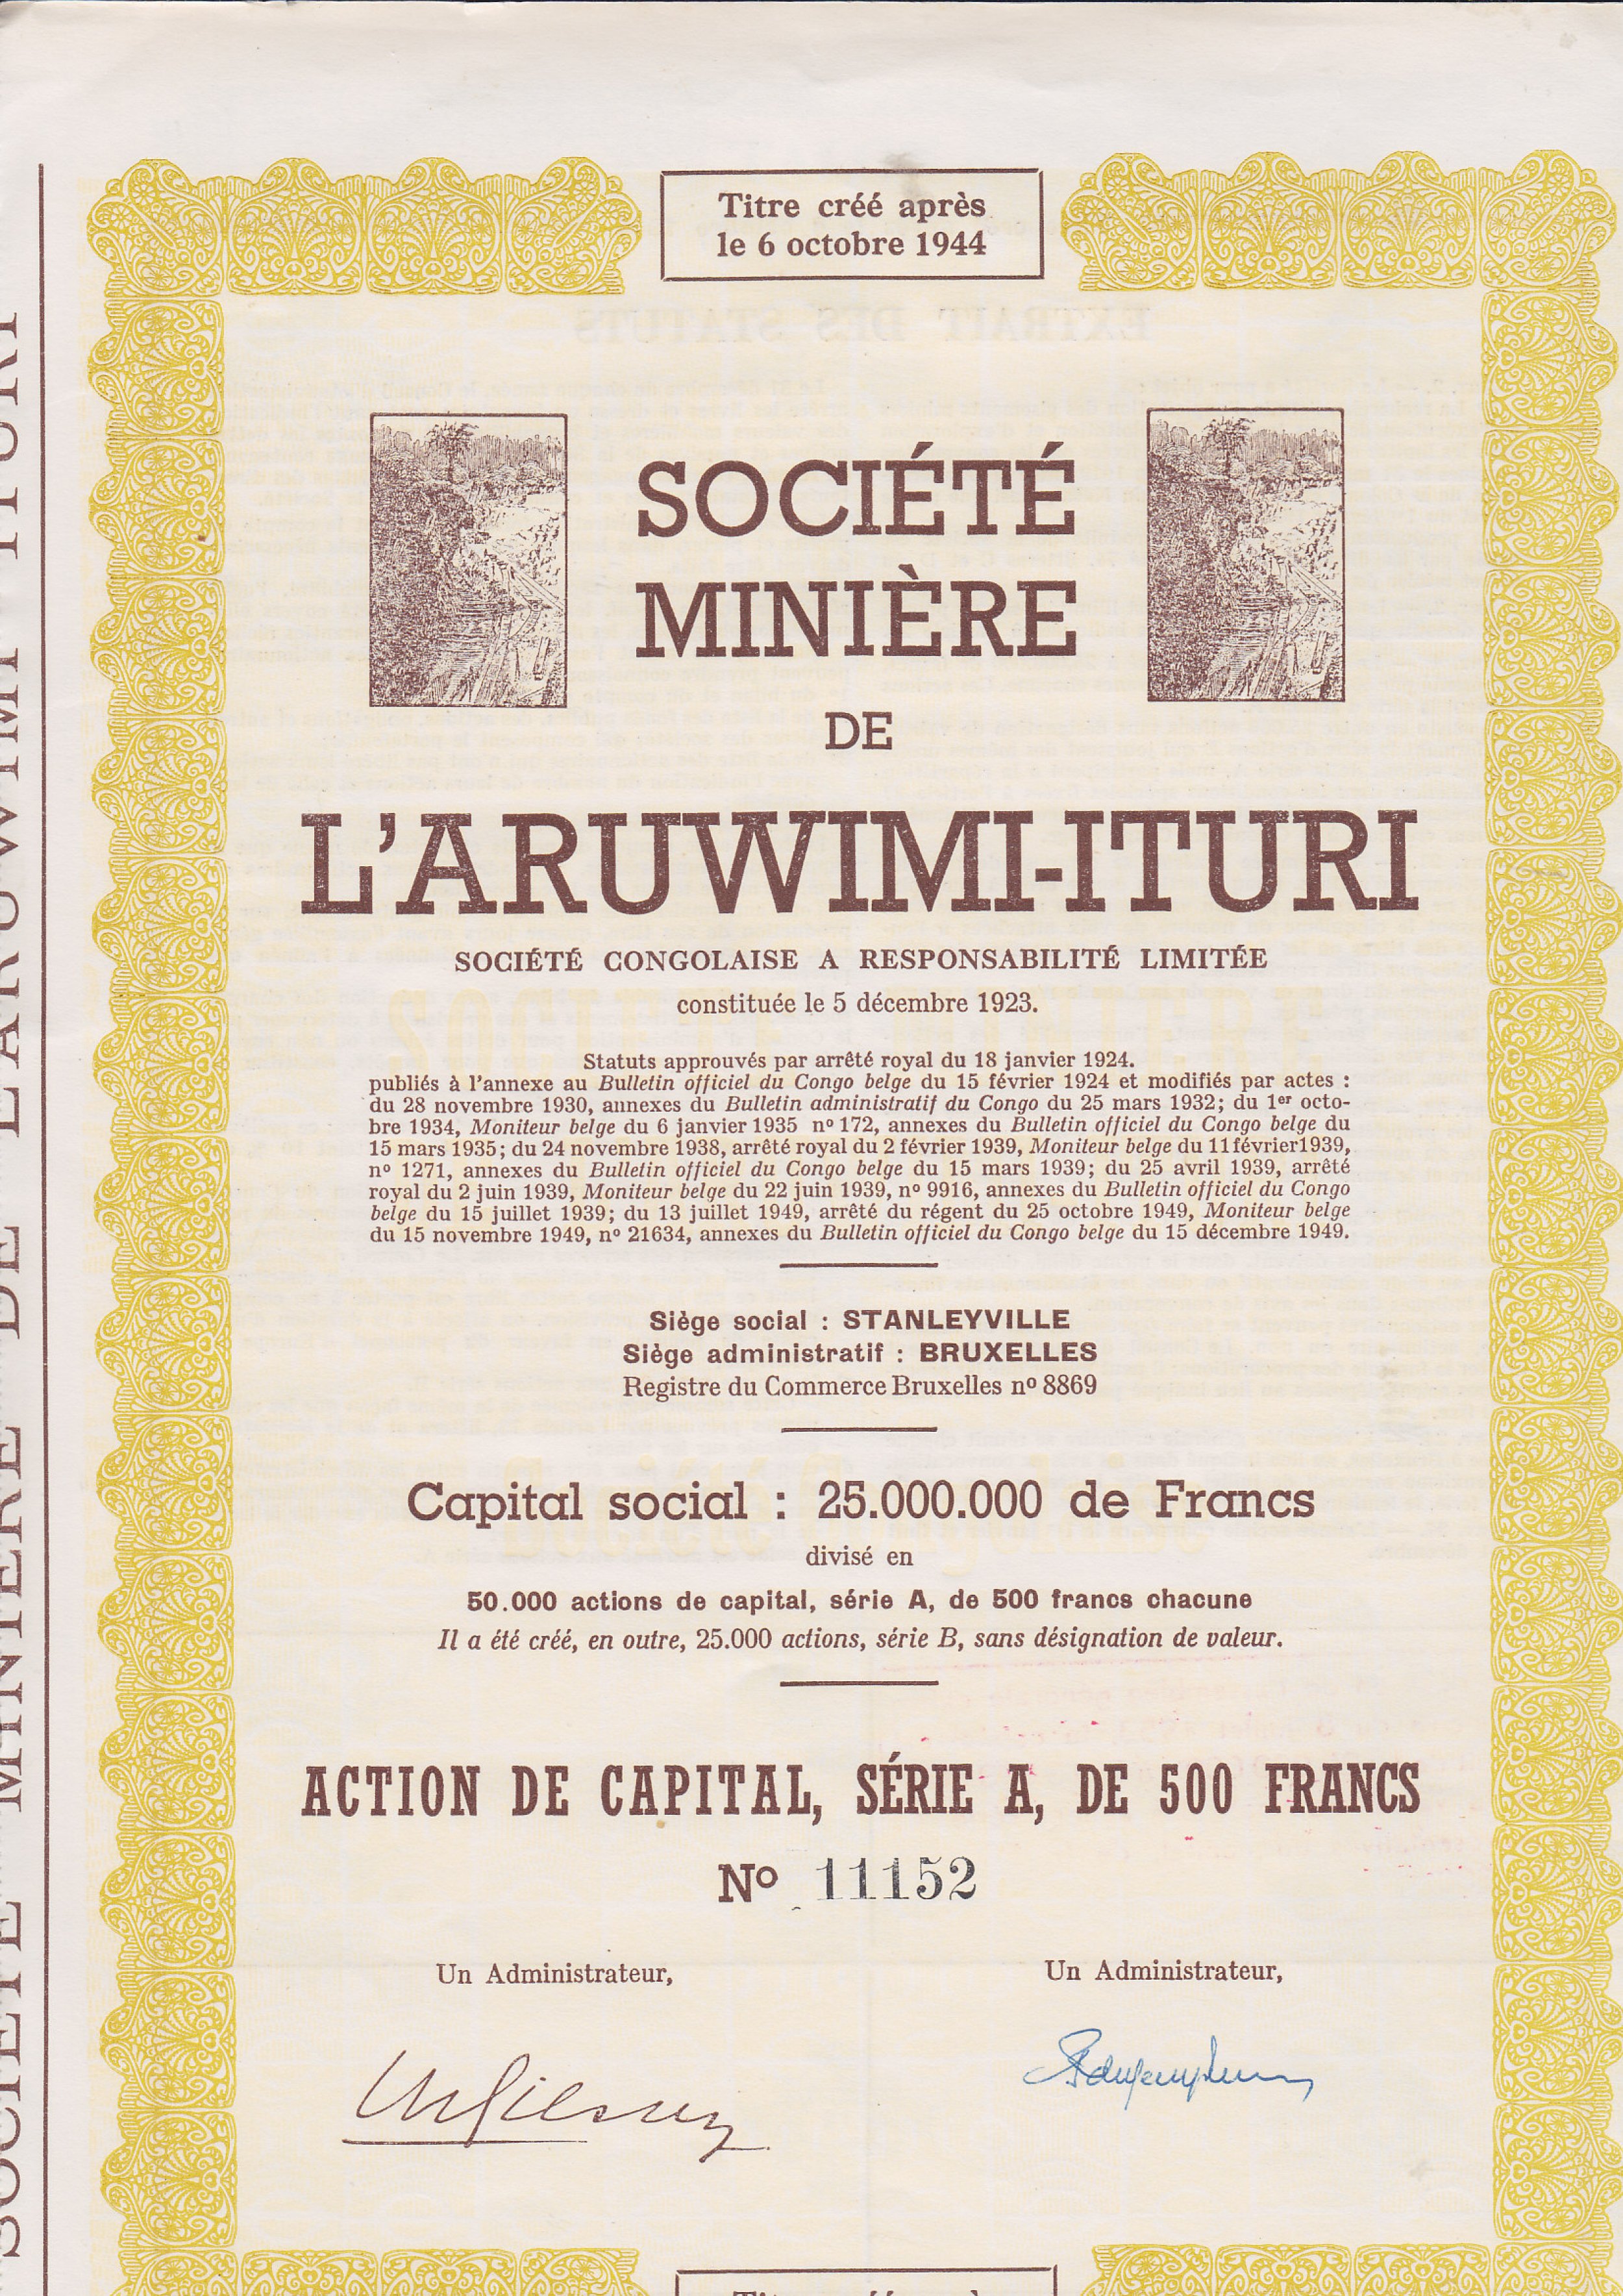 Titre créé après
le 6 octobre 1944
SOCIÉTÉ
MINIÈRE
DE
L'ARUWIMI-ITURI
SOCIÉTÉ CONGOLAISE A RESPONSABILITÉ LIMITÉE
constituée le 5 décembre 1923.
Statuts approuvés par arrêté royal du 18 janvier 1924.
publiés à l'annexe au Bulletin officiel du Congo belge du 15 février 1924 et modifiés par actes :
du 28 novembre 1930, annexes du Bulletin administratif du Congo du 25 mars 1932; du 1er octo-
bre 1934, Moniteur belge du 6 janvier 1935 nº 172, annexes du Bulletin officiel du Congo belge du
15 mars 1935; du 24 novembre 1938, arrêté royal du 2 février 1939, Moniteur belge du 11février1939,
nº 1271, annexes du Bulletin officiel du Congo belge du 15 mars 1939; du 25 avril 1939, arrêté
royal du 2 juin 1939, Moniteur belge du 22 juin 1939, nº 9916, annexes du Bulletin officiel du Congo
belge du 15 juillet 1939; du 13 juillet 1949, arrêté du régent du 25 octobre 1949, Moniteur belge
du 15 novembre 1949, nº 21634, annexes du Bulletin officiel du Congo belge du 15 décembre 1949.
Siège social : STANLEYVILLE
Siège administratif : BRUXELLES
Registre du Commerce Bruxelles nº 8869
Capital social : 25.000.000 de Francs
divisé en
50.000 actions de capital, série A, de 500 francs chacune
Il a été créé, en outre, 25.000 actions, série B, sans désignation de valeur.
ACTION DE CAPITAL, SÉRIE A, DE 500 FRANCS
Nº 11152
Un Administrateur,
Un Administrateur,
SOCIÉTÉ MINIÈRE DE L'ARUWIMI-ITURI